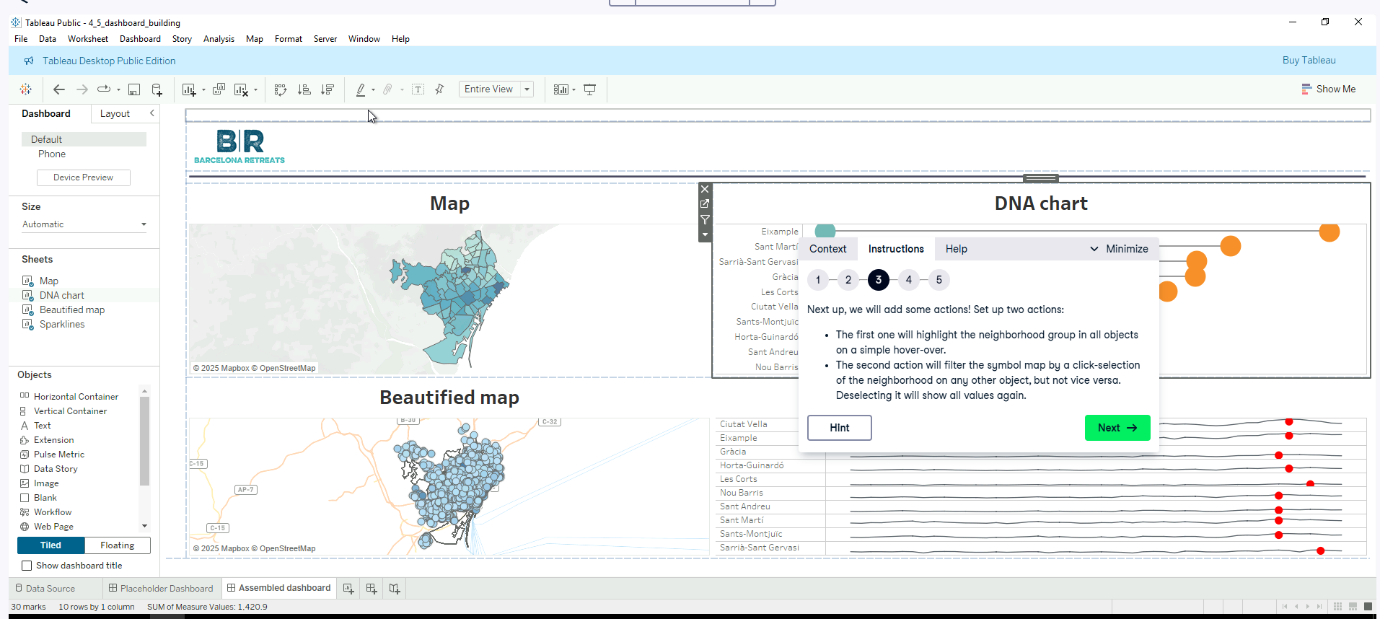 Tableau Public - 4_5_dashboard_building
File Data Worksheet Dashboard Story Analysis Map Format Server Window Help
Tableau Desktop Public Edition Buy Tableau
Entire View Show Me
Dashboard Layout
Default
Phone
Device Preview
Size
Automatic
Sheets
Map
DNA chart
Beautified map
Sparklines
Objects
Horizontal Container
Vertical Container
Text
Extension
Pulse Metric
Data Story
Image
Blank
Workflow
Web Page
Tiled Floating
Show dashboard title
B|R
BARCELONA RETREATS
Map
© 2025 Mapbox © OpenStreetMap
DNA chart
Eixample
Sant Martí
Sarrià-Sant Gervasi
Gràcia
Les Corts
Ciutat Vella
Sants-Montjuïc
Horta-Guinardó
Sant Andreu
Nou Barris
Context Instructions Help Minimize
1 2 3 4 5
Next up, we will add some actions! Set up two actions:
• The first one will highlight the neighborhood group in all objects
on a simple hover-over.
• The second action will filter the symbol map by a click-selection
of the neighborhood on any other object, but not vice versa.
Deselecting it will show all values again.
Hint Next →
Beautified map
B-30
C-32
C-15
AP-7
C-15
© 2025 Mapbox © OpenStreetMap
Ciutat Vella
Eixample
Gràcia
Horta-Guinardó
Les Corts
Nou Barris
Sant Andreu
Sant Martí
Sants-Montjuïc
Sarrià-Sant Gervasi
Data Source Placeholder Dashboard Assembled dashboard
30 marks 10 rows by 1 column SUM of Measure Values: 1,420.9